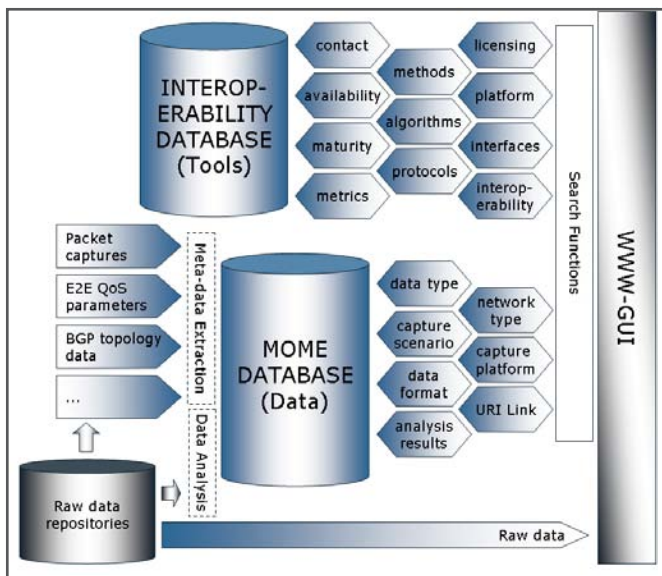 INTEROP-
ERABILITY
DATABASE
(Tools)
contact
availability
maturity
metrics
methods
algorithms
protocols
licensing
platform
interfaces
interop-
erability
Search Functions
WWW-GUI
Packet
captures
E2E QoS
parameters
BGP topology
data
...
Meta-data Extraction
Data Analysis
MOME
DATABASE
(Data)
data type
capture
scenario
data
format
analysis
results
network
type
capture
platform
URI Link
Raw data
repositories
Raw data